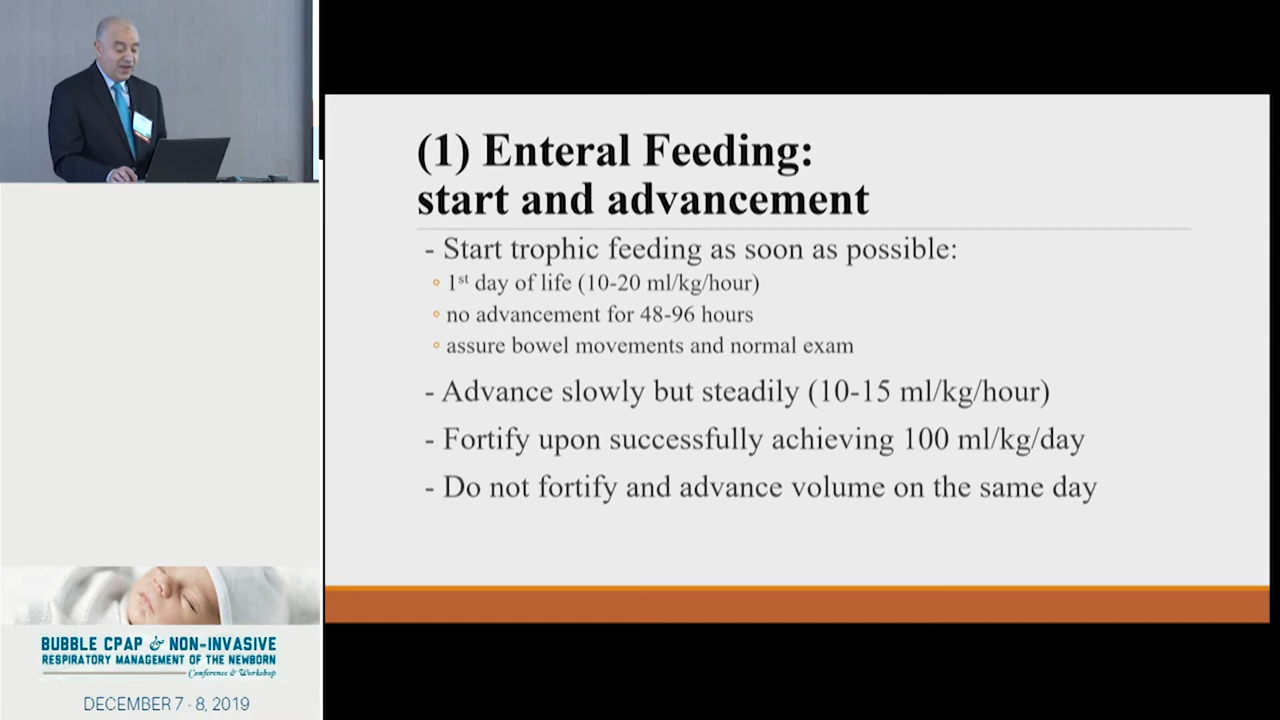 (1) Enteral Feeding:
start and advancement
- Start trophic feeding as soon as possible:
◦ 1st day of life (10-20 ml/kg/hour)
◦ no advancement for 48-96 hours
◦ assure bowel movements and normal exam
- Advance slowly but steadily (10-15 ml/kg/hour)
- Fortify upon successfully achieving 100 ml/kg/day
- Do not fortify and advance volume on the same day
BUBBLE CPAP & NON-INVASIVE
RESPIRATORY MANAGEMENT OF THE NEWBORN
Conference & Workshop
DECEMBER 7 - 8, 2019